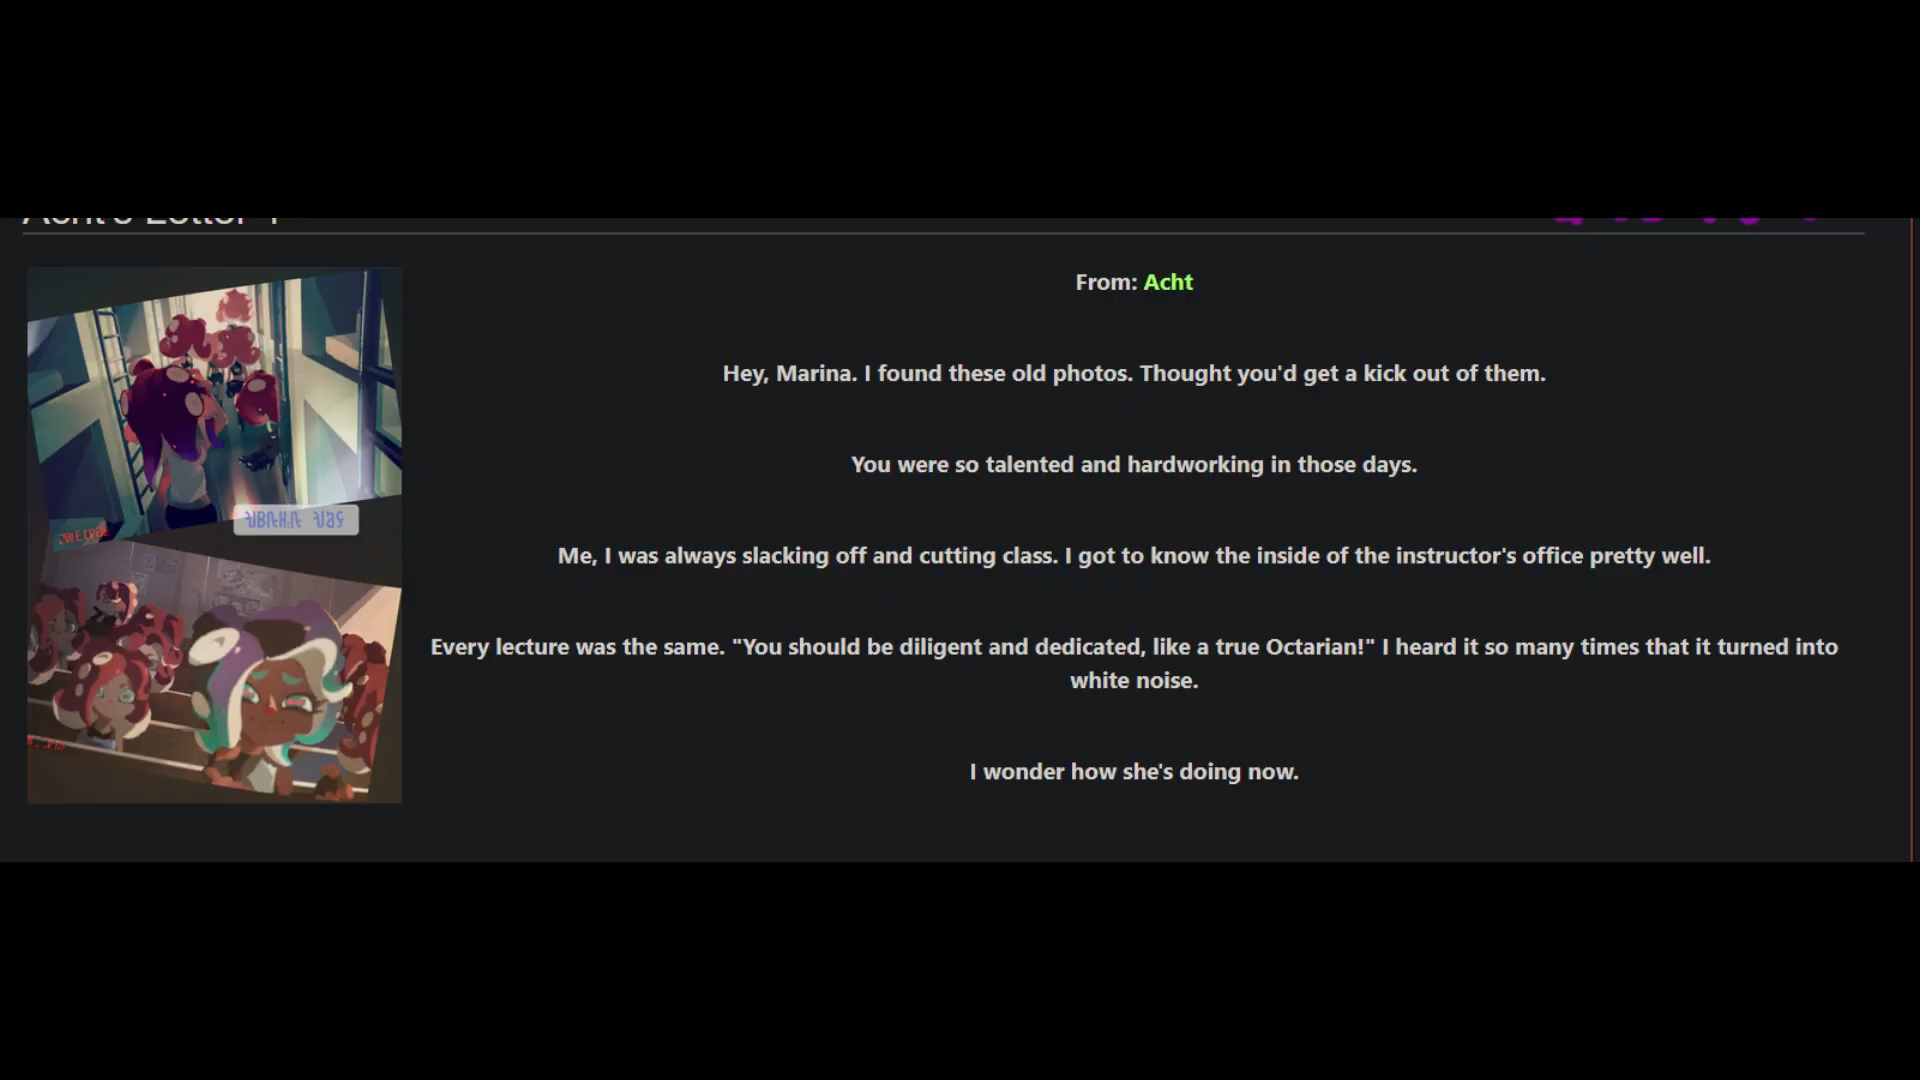 From: Acht
Hey, Marina. I found these old photos. Thought you'd get a kick out of them.
You were so talented and hardworking in those days.
Me, I was always slacking off and cutting class. I got to know the inside of the instructor's office pretty well.
Every lecture was the same. "You should be diligent and dedicated, like a true Octarian!" I heard it so many times that it turned into
white noise.
I wonder how she's doing now.